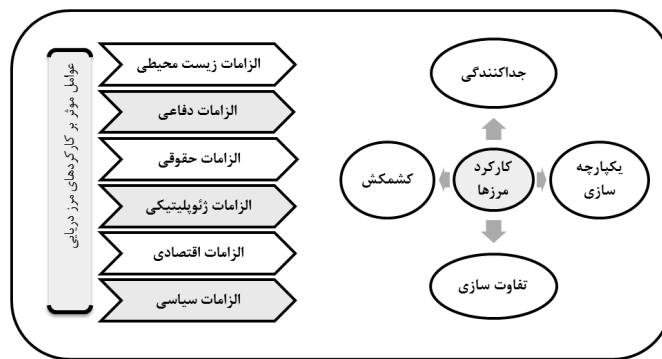 جداکنندگی
یکپارچه
سازی
کارکرد
مرزها
کشمکش
تفاوت سازی
عوامل موثر بر کارکردهای مرز دریایی
الزامات زیست محیطی
الزامات دفاعی
الزامات حقوقی
الزامات ژئوپلیتیکی
الزامات اقتصادی
الزامات سیاسی